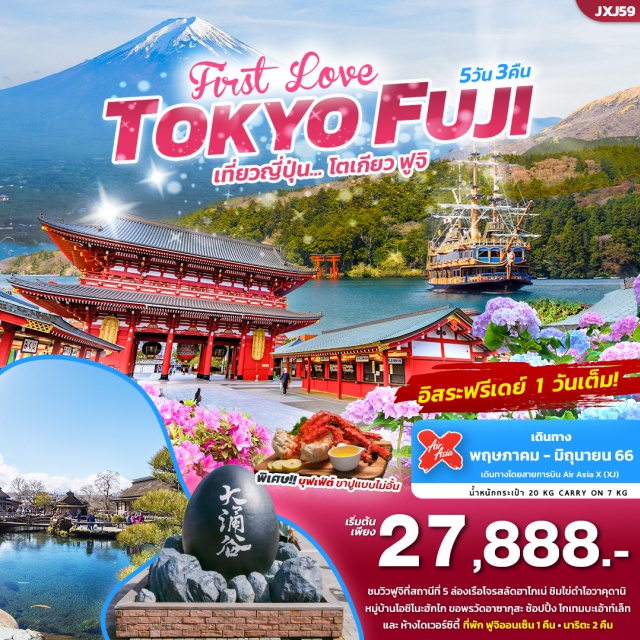 JXJ59
First Love
5วัน 3คืน
TOKYO FUJI
เที่ยวญี่ปุ่น... โตเกียว ฟูจิ
อิสระฟรีเดย์ 1 วันเต็ม!
Air Asia X
เดินทาง
พฤษภาคม - มิถุนายน 66
เดินทางโดยสายการบิน Air Asia X (XJ)
น้ำหนักกระเป๋า 20 KG CARRY ON 7 KG
พิเศษ!! บุฟเฟ่ต์ ขาปูแบบไม่อั้น
大涌谷
เริ่มต้น
เพียง
27,888.-
ชมวิวฟูจิที่สถานีที่ 5 ล่องเรือโจรสลัดฮาโกเน่ ชิมไข่ดำโอวาคุดานิ
หมู่บ้านโอชิโนะฮักไก ขอพรวัดอาซากุสะ ช้อปปิ้ง โกเทมบะเอ้าท์เล็ท
และ ห้างไดเวอร์ซิตี้ ที่พัก ฟูจิออนเซ็น 1 คืน • นาริตะ 2 คืน